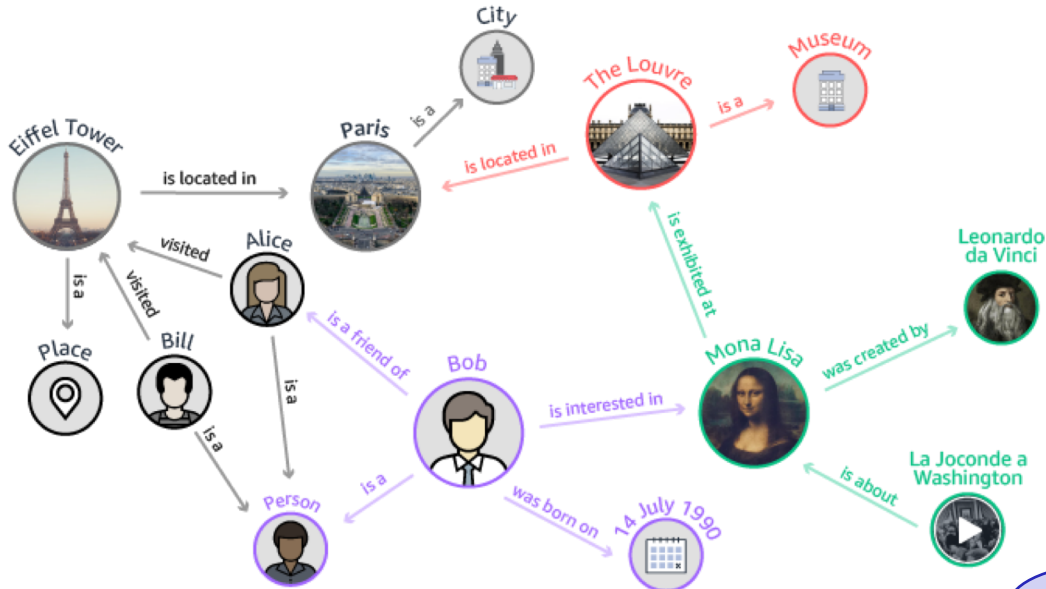 City
Museum
The Louvre
is a
is a
Paris
Eiffel Tower
is located in
is located in
Alice
visited
is exhibited at
Leonardo
da Vinci
is a
visited
Place
Bill
is a friend of
Bob
Mona Lisa
was created by
is a
is interested in
is a
La Joconde a
Washington
is a
is about
Person
was born on
14 July 1990